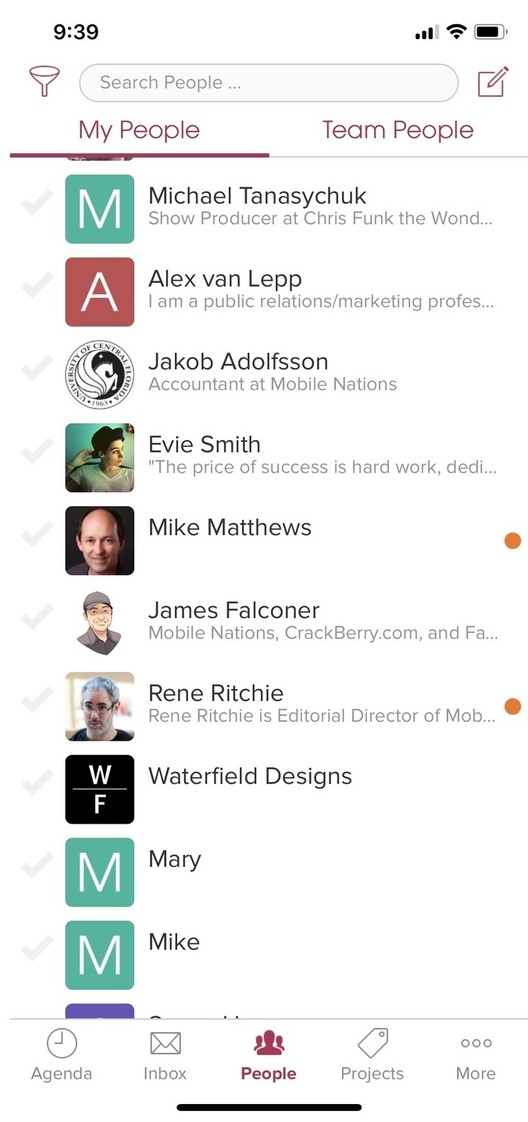 9:39
Search People ...
My People
Team People
M
Michael Tanasychuk
Show Producer at Chris Funk the Wond...
A
Alex van Lepp
I am a public relations/marketing profes...
UNIVERSITY OF CENTRAL FLORIDA
1963
Jakob Adolfsson
Accountant at Mobile Nations
Evie Smith
"The price of success is hard work, dedi...
Mike Matthews
James Falconer
Mobile Nations, CrackBerry.com, and Fa...
Rene Ritchie
Rene Ritchie is Editorial Director of Mob...
W
F
Waterfield Designs
M
Mary
M
Mike
Agenda
Inbox
People
Projects
More